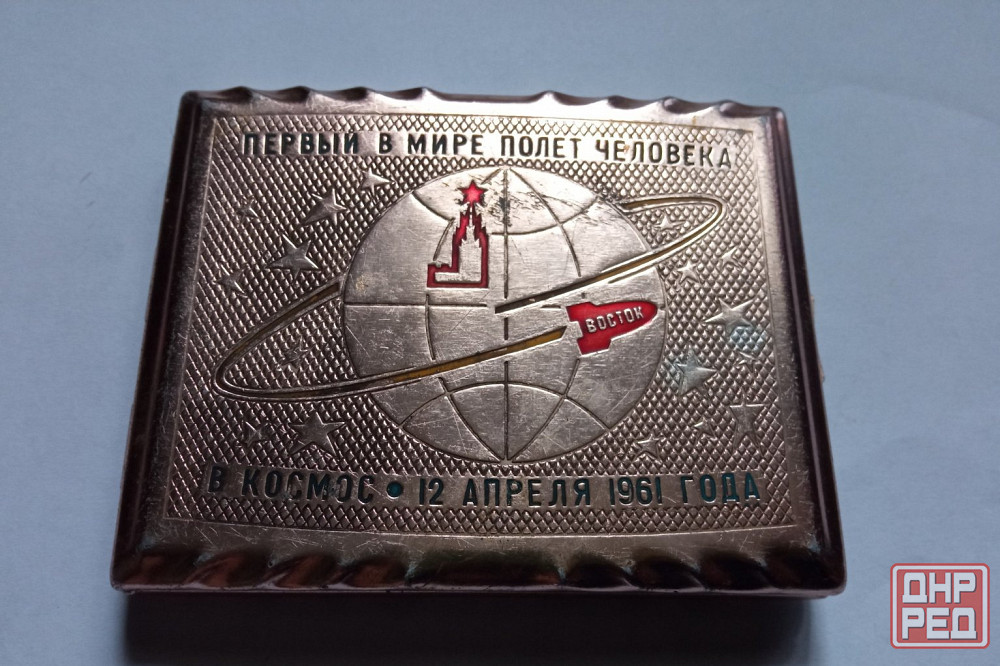 ПЕРВЫЙ В МИРЕ ПОЛЕТ ЧЕЛОВЕКА
ВОСТОК
В КОСМОС • 12 АПРЕЛЯ 1961 ГОДА
ДНР
РЕД